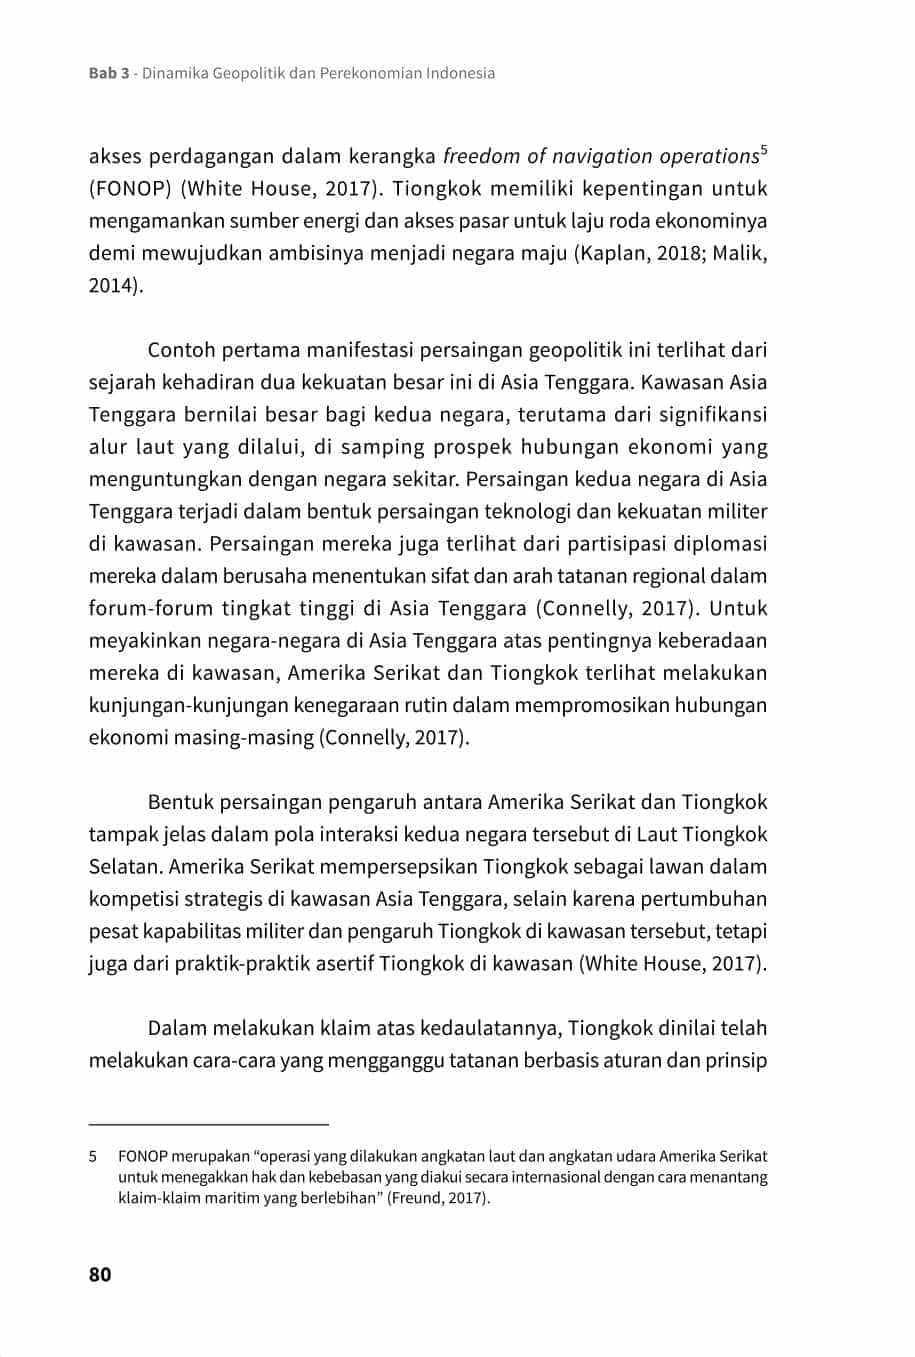 Bab 3 - Dinamika Geopolitik dan Perekonomian Indonesia
akses perdagangan dalam kerangka freedom of navigation operations5
(FONOP) (White House, 2017). Tiongkok memiliki kepentingan untuk
mengamankan sumber energi dan akses pasar untuk laju roda ekonominya
demi mewujudkan ambisinya menjadi negara maju (Kaplan, 2018; Malik,
2014).
Contoh pertama manifestasi persaingan geopolitik ini terlihat dari
sejarah kehadiran dua kekuatan besar ini di Asia Tenggara. Kawasan Asia
Tenggara bernilai besar bagi kedua negara, terutama dari signifikansi
alur laut yang dilalui, di samping prospek hubungan ekonomi yang
menguntungkan dengan negara sekitar. Persaingan kedua negara di Asia
Tenggara terjadi dalam bentuk persaingan teknologi dan kekuatan militer
di kawasan. Persaingan mereka juga terlihat dari partisipasi diplomasi
mereka dalam berusaha menentukan sifat dan arah tatanan regional dalam
forum-forum tingkat tinggi di Asia Tenggara (Connelly, 2017). Untuk
meyakinkan negara-negara di Asia Tenggara atas pentingnya keberadaan
mereka di kawasan, Amerika Serikat dan Tiongkok terlihat melakukan
kunjungan-kunjungan kenegaraan rutin dalam mempromosikan hubungan
ekonomi masing-masing (Connelly, 2017).
Bentuk persaingan pengaruh antara Amerika Serikat dan Tiongkok
tampak jelas dalam pola interaksi kedua negara tersebut di Laut Tiongkok
Selatan. Amerika Serikat mempersepsikan Tiongkok sebagai lawan dalam
kompetisi strategis di kawasan Asia Tenggara, selain karena pertumbuhan
pesat kapabilitas militer dan pengaruh Tiongkok di kawasan tersebut, tetapi
juga dari praktik-praktik asertif Tiongkok di kawasan (White House, 2017).
Dalam melakukan klaim atas kedaulatannya, Tiongkok dinilai telah
melakukan cara-cara yang mengganggu tatanan berbasis aturan dan prinsip
5 FONOP merupakan “operasi yang dilakukan angkatan laut dan angkatan udara Amerika Serikat
untuk menegakkan hak dan kebebasan yang diakui secara internasional dengan cara menantang
klaim-klaim maritim yang berlebihan” (Freund, 2017).
80